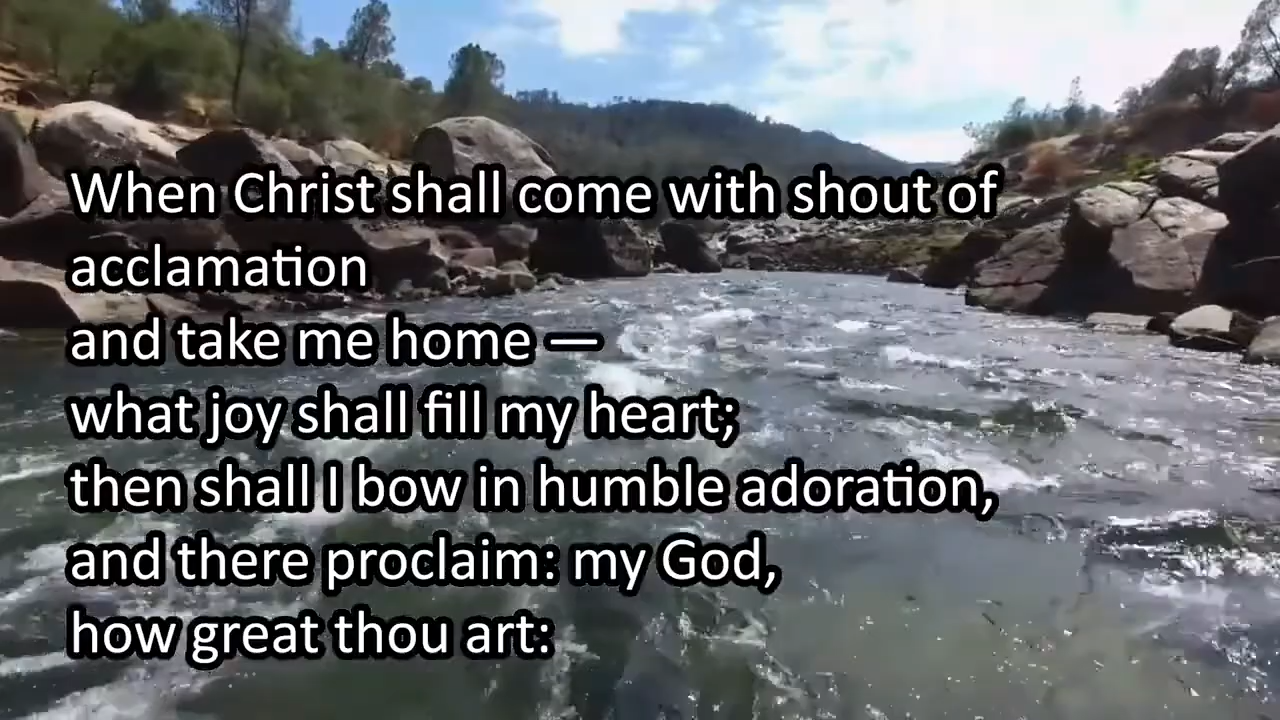 When Christ shall come with shout of
acclamation
and take me home —
what joy shall fill my heart;
then shall I bow in humble adoration,
and there proclaim: my God,
how great thou art: